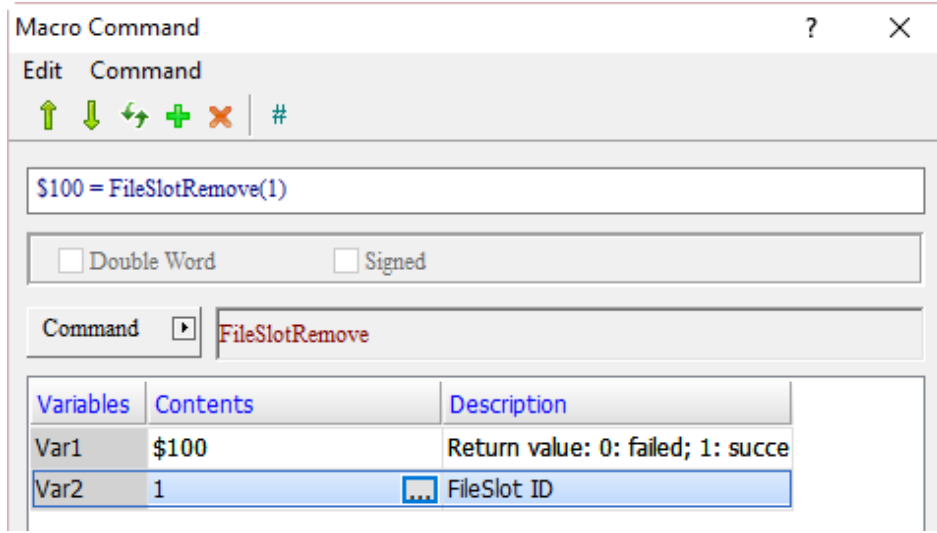 Macro Command ? ×
Edit Command
#
$100 = FileSlotRemove(1)
Double Word Signed
Command FileSlotRemove
Variables Contents Description
Var1 $100 Return value: 0: failed; 1: succe
Var2 1 ... FileSlot ID